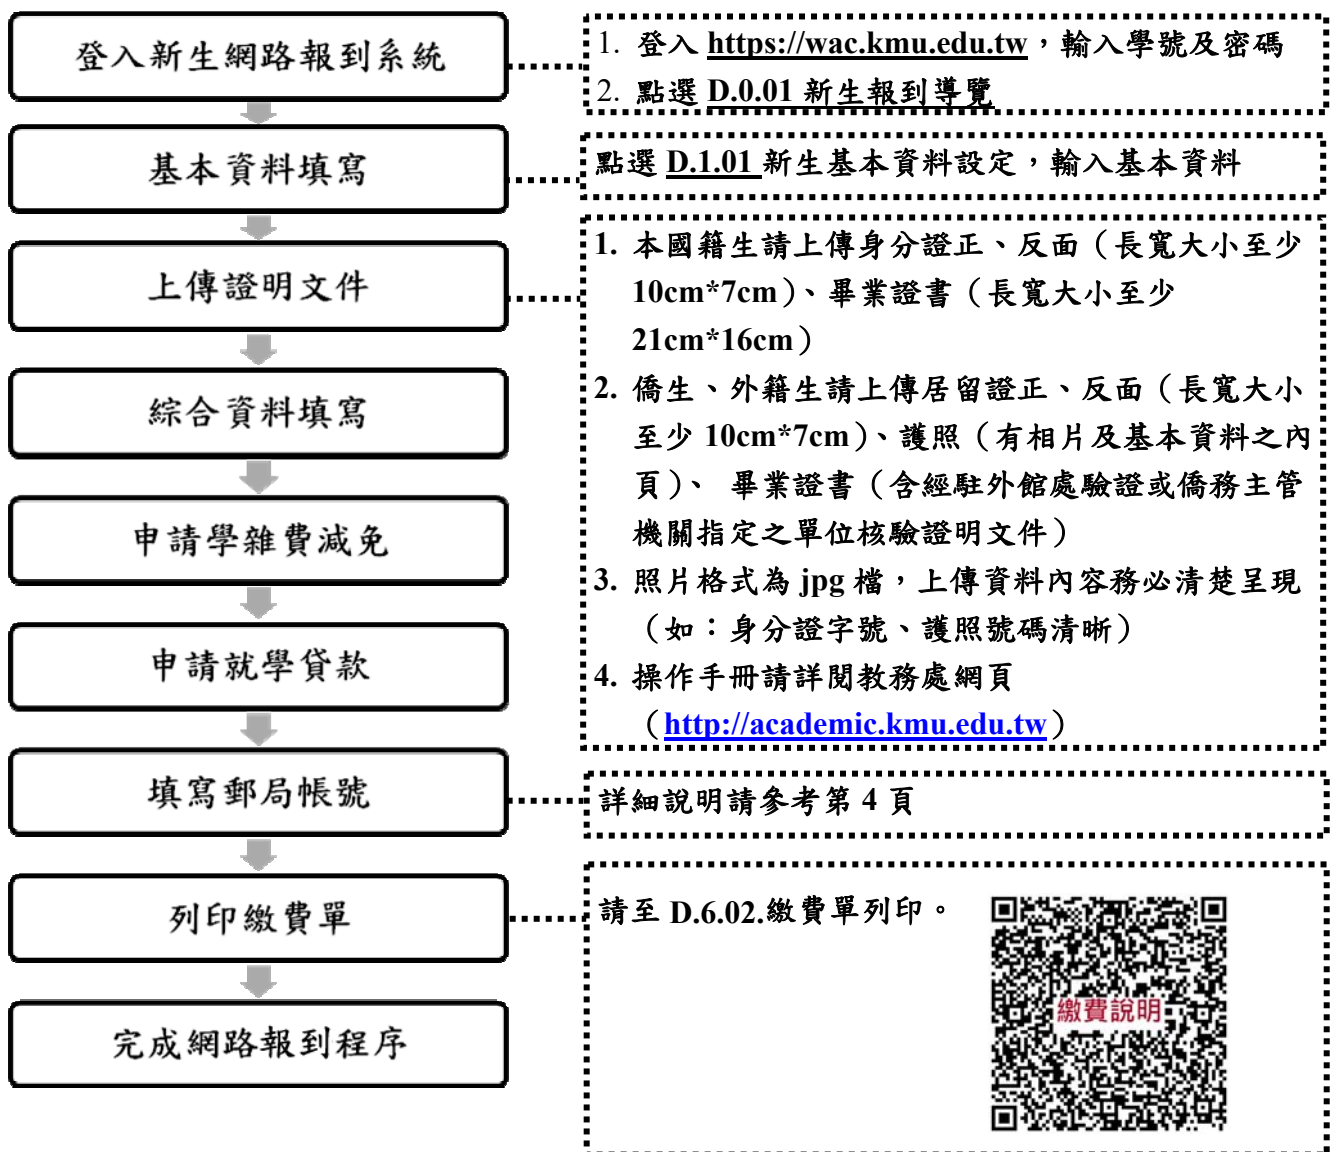 登入新生網路報到系統
1. 登入 https://wac.kmu.edu.tw，輸入學號及密碼
2. 點選 D.0.01 新生報到導覽
基本資料填寫
點選 D.1.01 新生基本資料設定，輸入基本資料
上傳證明文件
1. 本國籍生請上傳身分證正、反面（長寬大小至少
10cm*7cm）、畢業證書（長寬大小至少
21cm*16cm）
2. 僑生、外籍生請上傳居留證正、反面（長寬大小
至少 10cm*7cm）、護照（有相片及基本資料之內
頁）、 畢業證書（含經駐外館處驗證或僑務主管
機關指定之單位核驗證明文件）
3. 照片格式為 jpg 檔，上傳資料內容務必清楚呈現
（如：身分證字號、護照號碼清晰）
4. 操作手冊請詳閱教務處網頁
（http://academic.kmu.edu.tw）
綜合資料填寫
申請學雜費減免
申請就學貸款
填寫郵局帳號
詳細說明請參考第 4 頁
列印繳費單
請至 D.6.02.繳費單列印。
繳費說明
完成網路報到程序